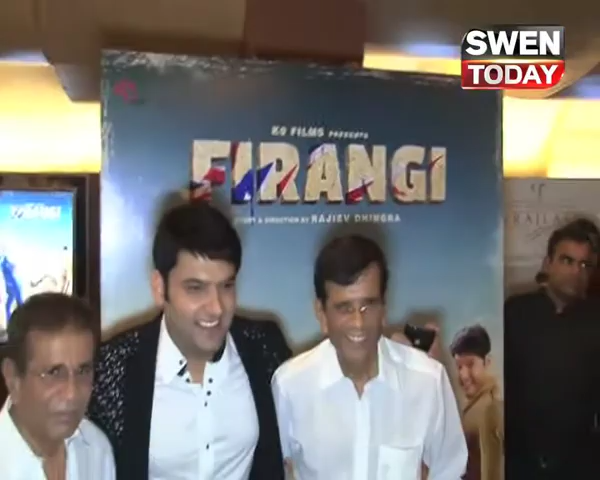 SWEN
TODAY
K9 FILMS PRESENTS
FIRANGI
STORY & DIRECTION BY RAJIEV DHINGRA